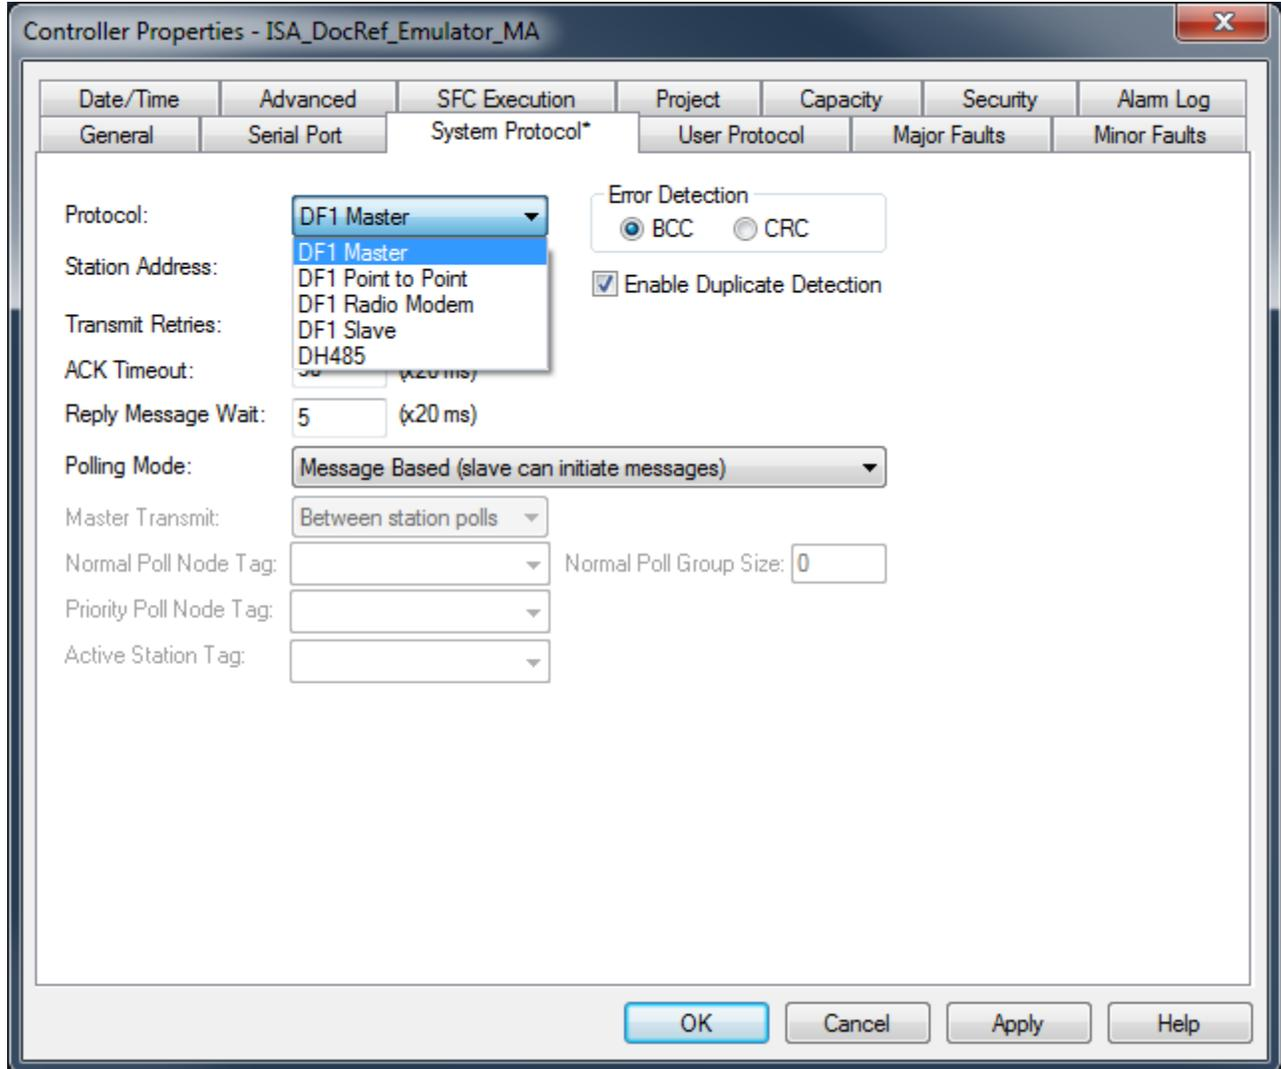 Controller Properties - ISA_DocRef_Emulator_MA
x
Date/Time Advanced SFC Execution Project Capacity Security Alarm Log
General Serial Port System Protocol* User Protocol Major Faults Minor Faults
Protocol: DF1 Master
Error Detection
BCC CRC
DF1 Master
DF1 Point to Point
DF1 Radio Modem
DF1 Slave
DH485
Station Address:
Enable Duplicate Detection
Transmit Retries:
ACK Timeout: (x20 ms)
Reply Message Wait: 5 (x20 ms)
Polling Mode: Message Based (slave can initiate messages)
Master Transmit: Between station polls
Normal Poll Node Tag: Normal Poll Group Size: 0
Priority Poll Node Tag:
Active Station Tag:
OK Cancel Apply Help